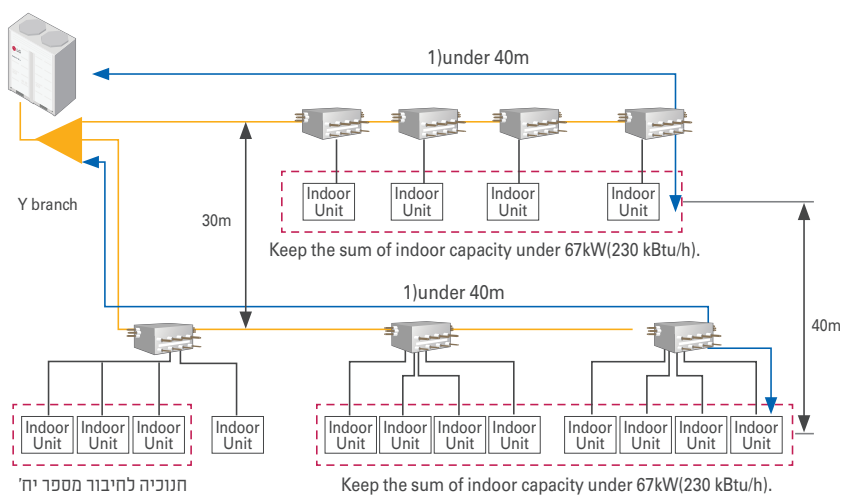 1)under 40m
Indoor Unit
Indoor Unit
Indoor Unit
Indoor Unit
Y branch
30m
Keep the sum of indoor capacity under 67kW(230 kBtu/h).
1)under 40m
40m
Indoor Unit
Indoor Unit
Indoor Unit
Indoor Unit
Indoor Unit
Indoor Unit
Indoor Unit
Indoor Unit
Indoor Unit
Indoor Unit
Indoor Unit
Indoor Unit
חנוכיה לחיבור מספר יח'
Keep the sum of indoor capacity under 67kW(230 kBtu/h).